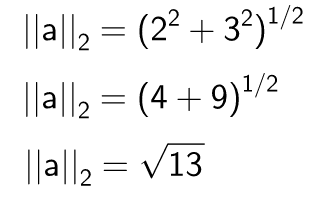 ||a||₂ = (2² + 3²)^1/2
||a||₂ = (4 + 9)^1/2
||a||₂ = √13